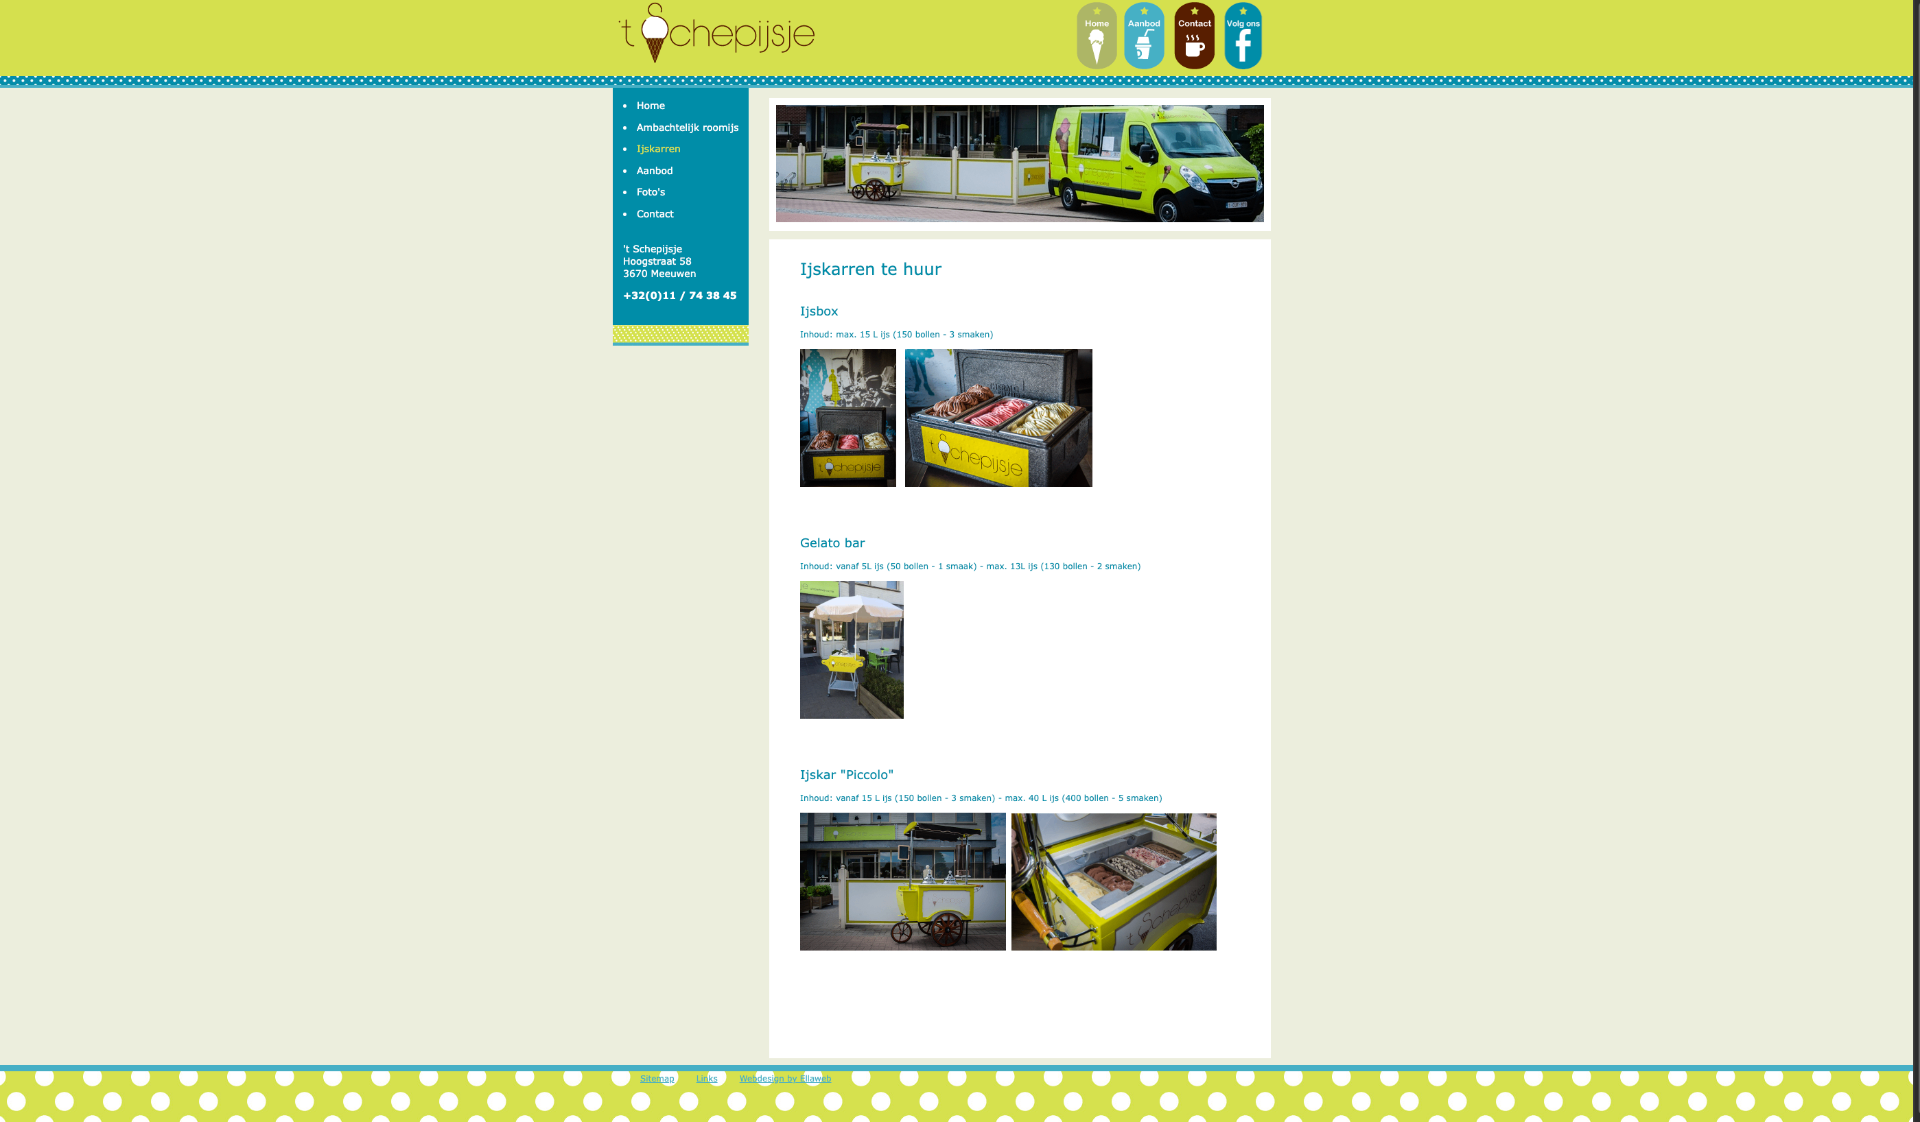 't Schepijsje
Home
Aanbod
Contact
Volg ons
Home
Ambachtelijk roomijs
Ijskarren
Aanbod
Foto's
Contact
't Schepijsje
Hoogstraat 58
3670 Meeuwen
+32(0)11 / 74 38 45
Ijskarren te huur
Ijsbox
Inhoud: max. 15 L ijs (150 bollen - 3 smaken)
't Schepijsje
't Schepijsje
Gelato bar
Inhoud: vanaf 5L ijs (50 bollen - 1 smaak) - max. 13L ijs (130 bollen - 2 smaken)
Ijskar "Piccolo"
Inhoud: vanaf 15 L ijs (150 bollen - 3 smaken) - max. 40 L ijs (400 bollen - 5 smaken)
't Schepijsje
Sitemap
Links
Webdesign by Ellaweb